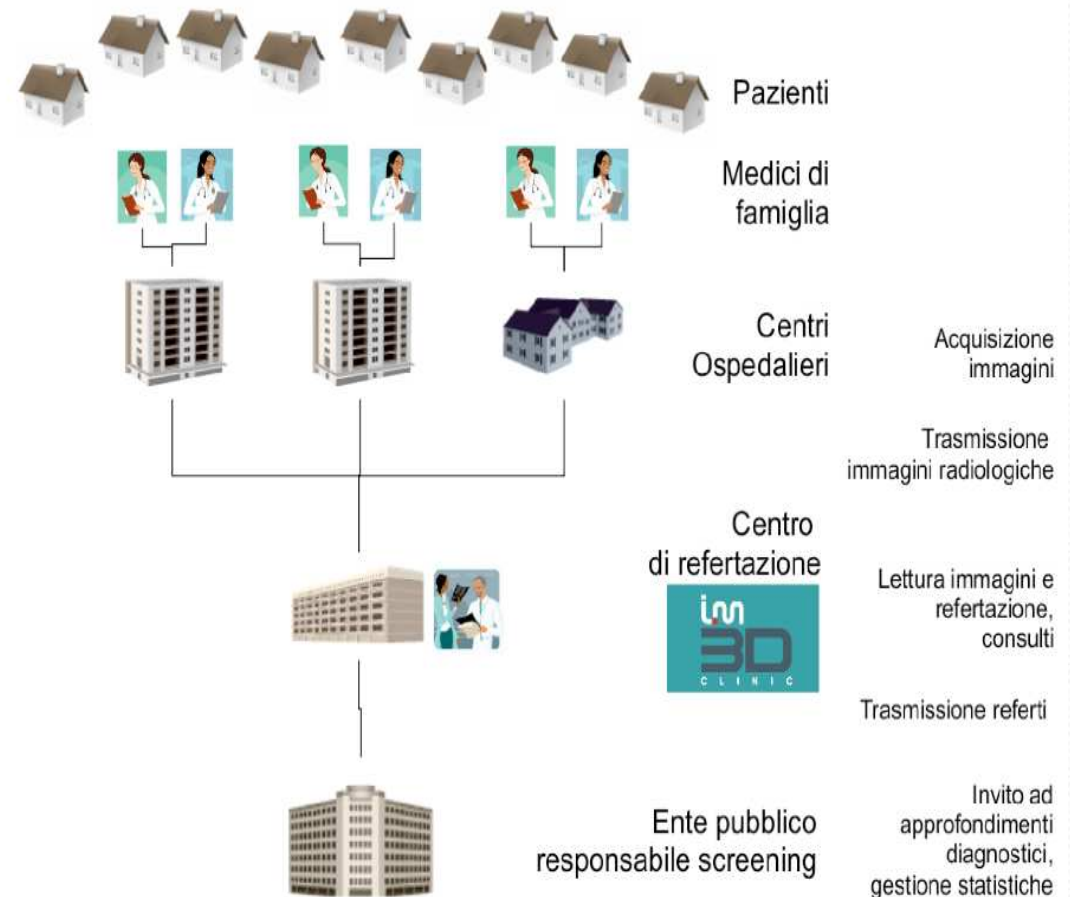 Pazienti
Medici di
famiglia
Centri
Ospedalieri
Acquisizione
immagini
Trasmissione
immagini radiologiche
Centro
di refertazione
im
3D
CLINIC
Lettura immagini e
refertazione,
consulti
Trasmissione referti
Ente pubblico
responsabile screening
Invito ad
approfondimenti
diagnostici,
gestione statistiche